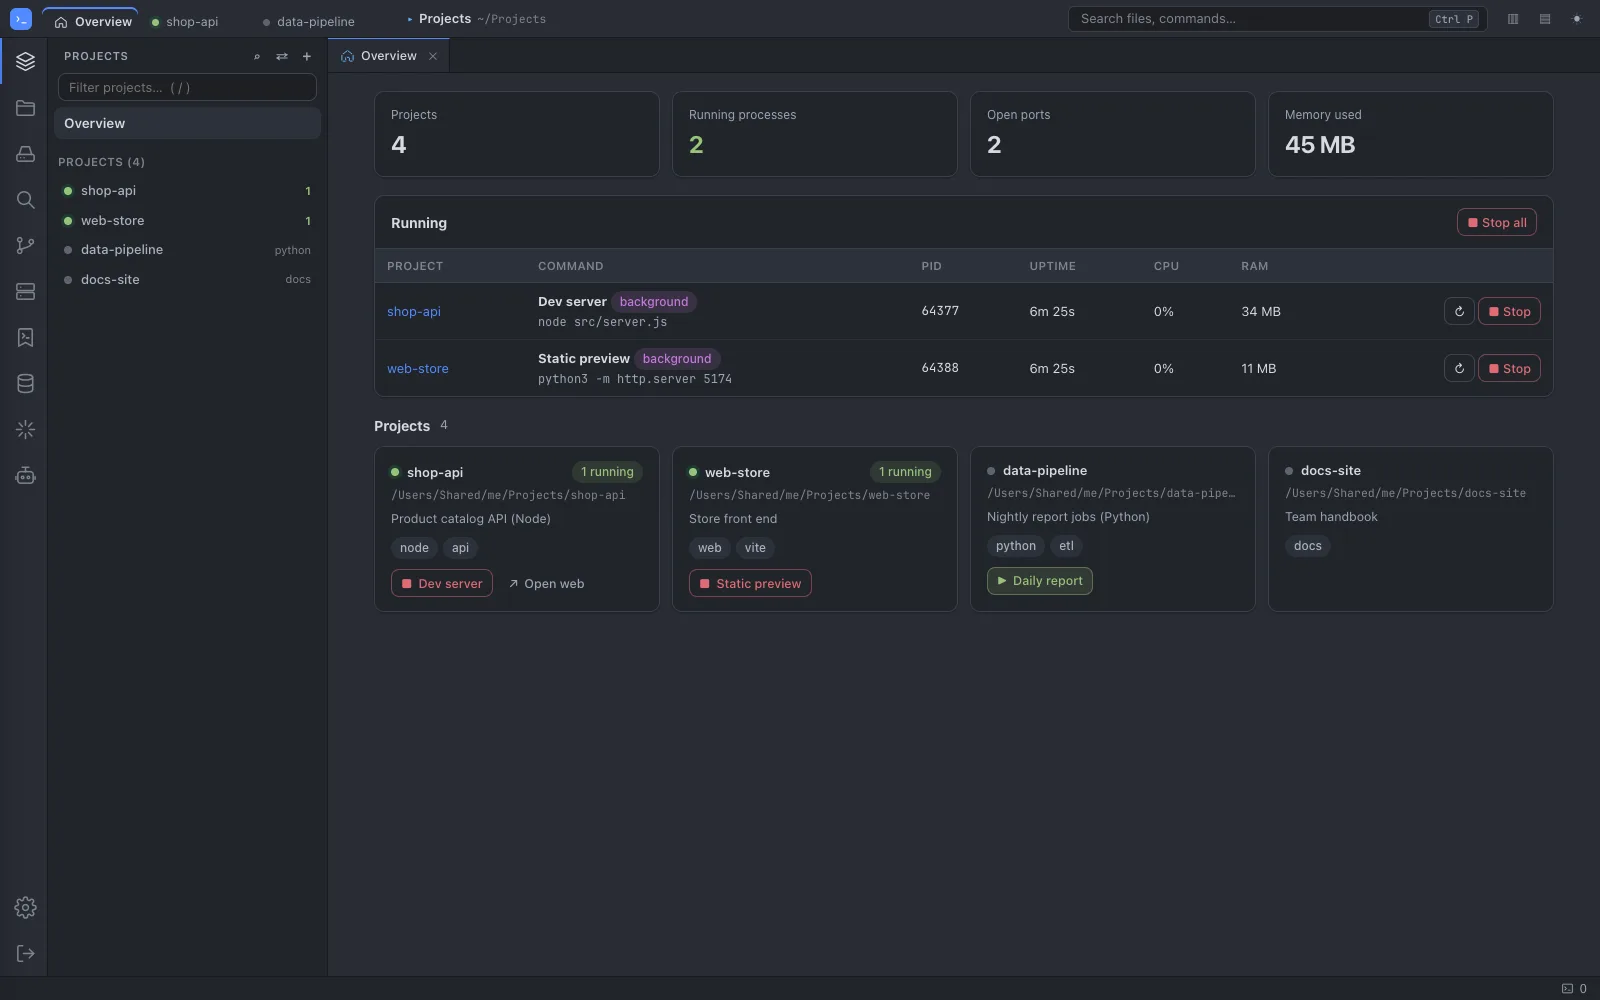 Overview
shop-api
data-pipeline
Projects ~/Projects
Search files, commands...
Ctrl P
PROJECTS
Filter projects... (/)
Overview
PROJECTS (4)
shop-api 1
web-store 1
data-pipeline python
docs-site docs
Overview
Projects
4
Running processes
2
Open ports
2
Memory used
45 MB
Running
Stop all
PROJECT COMMAND PID UPTIME CPU RAM
shop-api
Dev server background
node src/server.js
64377 6m 25s 0% 34 MB
Stop
web-store
Static preview background
python3 -m http.server 5174
64388 6m 25s 0% 11 MB
Stop
Projects 4
shop-api 1 running
/Users/Shared/me/Projects/shop-api
Product catalog API (Node)
node api
Dev server Open web
web-store 1 running
/Users/Shared/me/Projects/web-store
Store front end
web vite
Static preview
data-pipeline
/Users/Shared/me/Projects/data-pipe…
Nightly report jobs (Python)
python etl
Daily report
docs-site
/Users/Shared/me/Projects/docs-site
Team handbook
docs
0